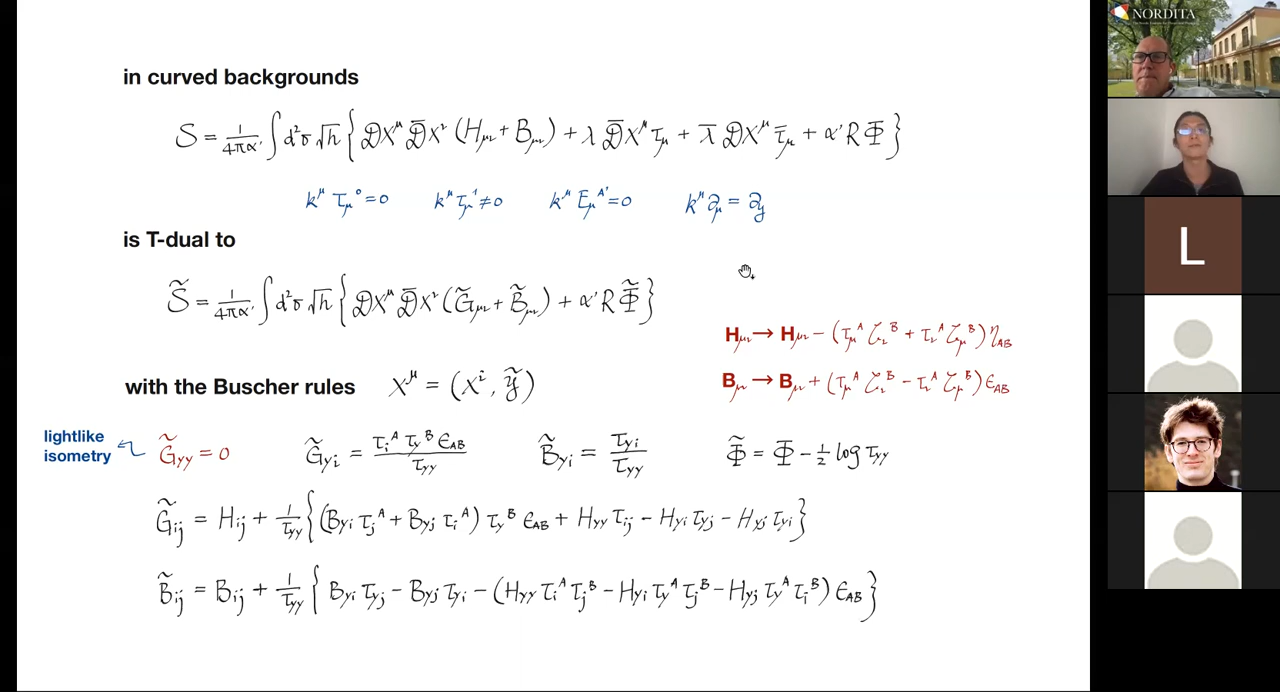 in curved backgrounds
S = 1/4πα' ∫ d²σ √h { 𝒟X^μ 𝒟̄X^ν (H_μν + B_μν) + λ 𝒟̄X^μ τ_μ + λ̄ 𝒟X^μ τ̄_μ + α' R Φ }
k^μ τ_μ^0 = 0 k^μ τ_μ^1 ≠ 0 k^μ E_μ^A' = 0 k^μ ∂_μ = ∂_y
is T-dual to
S̃ = 1/4πα' ∫ d²σ √h { 𝒟X^μ 𝒟̄X^ν (G̃_μν + B̃_μν) + α' R Φ̃ }
H_μν → H_μν − (τ_μ^A ζ_ν^B + τ_ν^A ζ_μ^B) η_AB
with the Buscher rules X^μ = (X^i, ỹ)
B_μν → B_μν + (τ_μ^A ζ_ν^B − τ_ν^A ζ_μ^B) ϵ_AB
lightlike
isometry
G̃_yy = 0 G̃_yi = τ_i^A τ_y^B ϵ_AB / τ_yy B̃_yi = τ_yi / τ_yy Φ̃ = Φ − ½ log τ_yy
G̃_ij = H_ij + 1/τ_yy { (B_yi τ_j^A + B_yj τ_i^A) τ_y^B ϵ_AB + H_yy τ_ij − H_yi τ_yj − H_yj τ_yi }
B̃_ij = B_ij + 1/τ_yy { B_yi τ_yj − B_yj τ_yi − (H_yy τ_i^A τ_j^B − H_yi τ_y^A τ_j^B − H_yj τ_y^A τ_i^B) ϵ_AB }
NORDITA
L